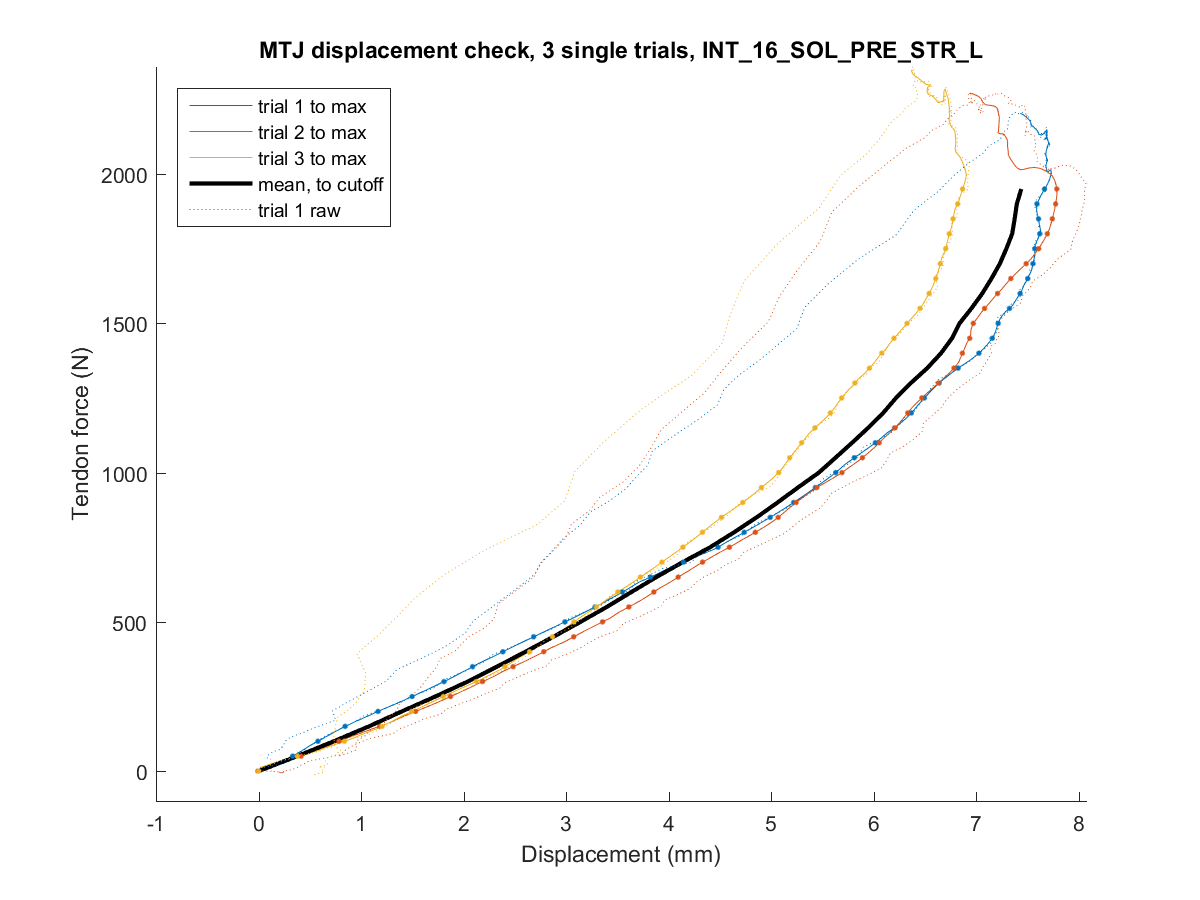 MTJ displacement check, 3 single trials, INT_16_SOL_PRE_STR_L
trial 1 to max
trial 2 to max
trial 3 to max
mean, to cutoff
trial 1 raw
Tendon force (N)
2000
1500
1000
500
0
-1 0 1 2 3 4 5 6 7 8
Displacement (mm)